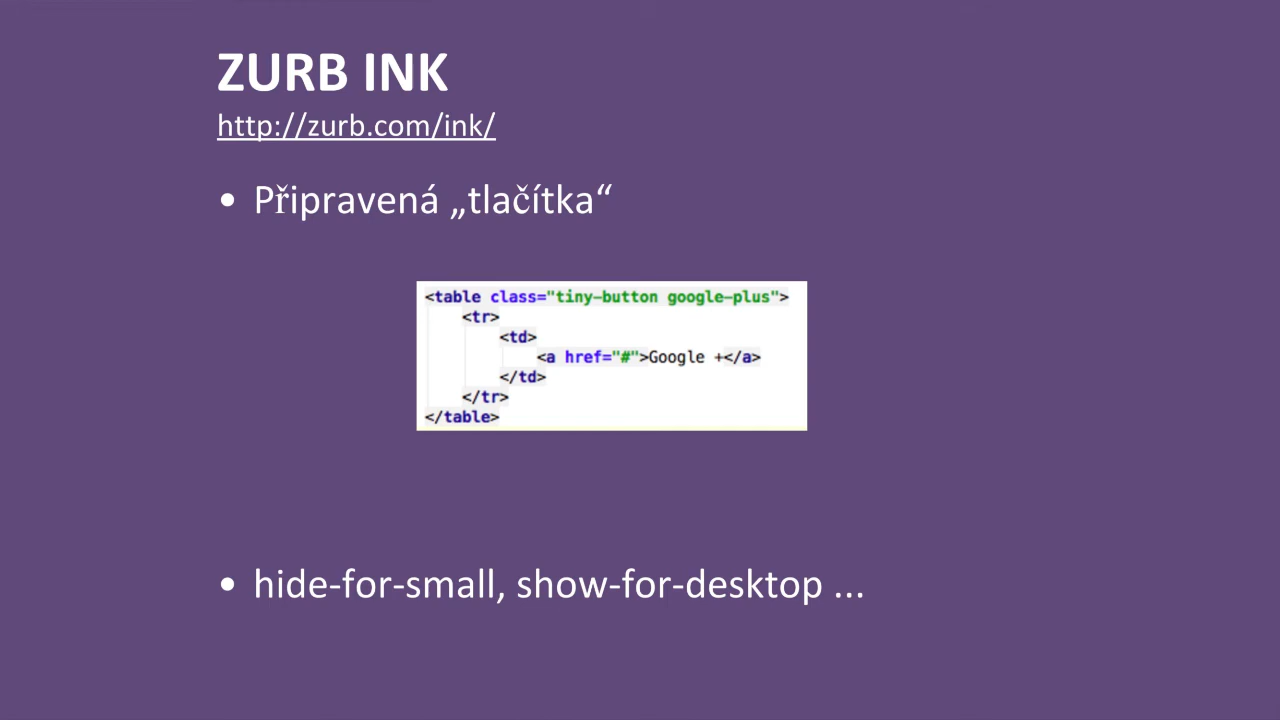 ZURB INK
http://zurb.com/ink/
• Připravená „tlačítka“
<table class="tiny-button google-plus">
<tr>
<td>
<a href="#">Google +</a>
</td>
</tr>
</table>
• hide-for-small, show-for-desktop ...